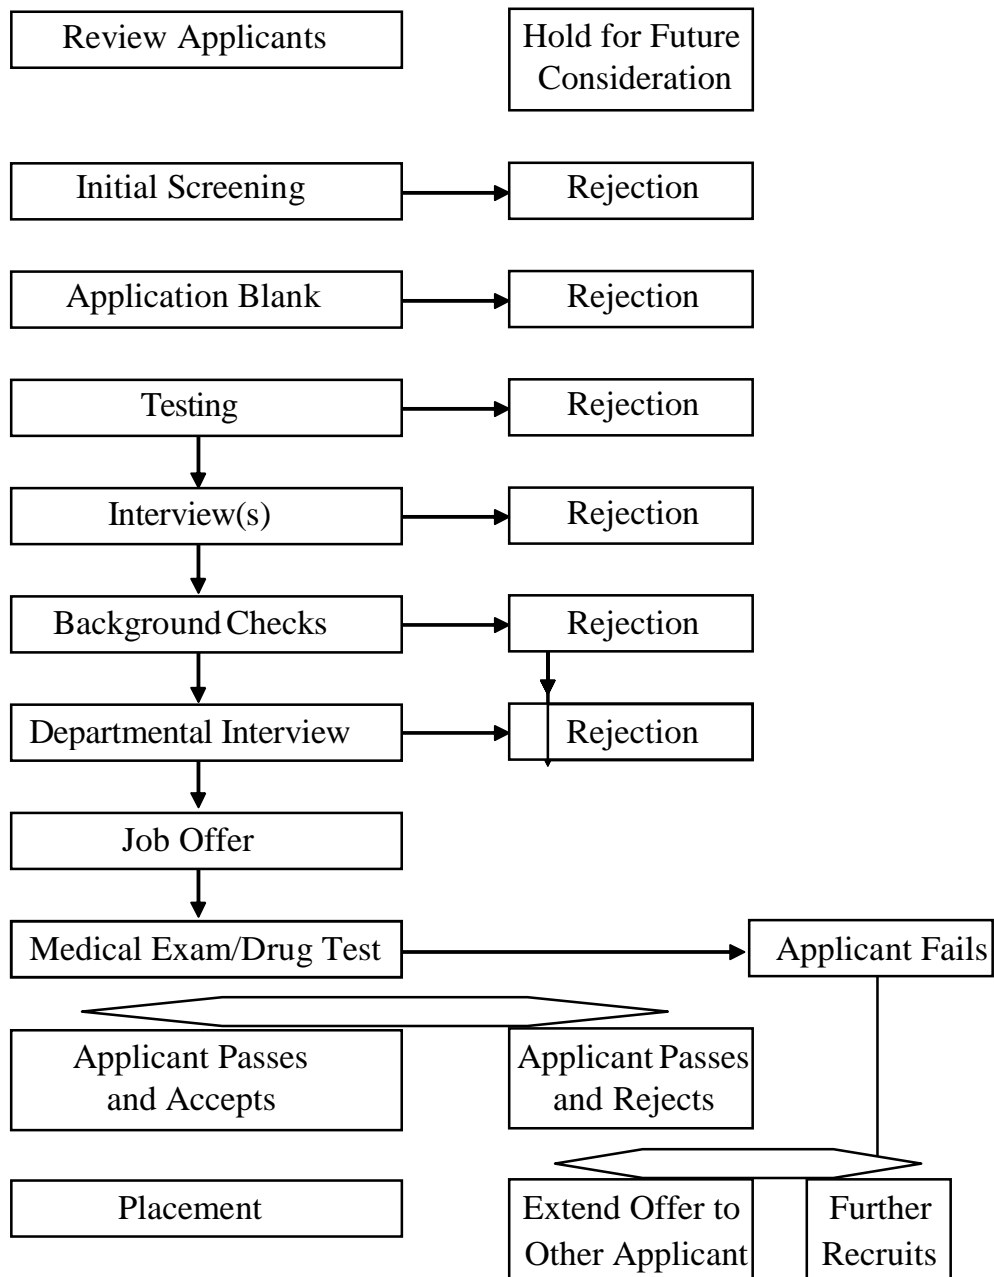 Review Applicants
Hold for Future
Consideration
Initial Screening
Rejection
Application Blank
Rejection
Testing
Rejection
Interview(s)
Rejection
Background Checks
Rejection
Departmental Interview
Rejection
Job Offer
Medical Exam/Drug Test
Applicant Fails
Applicant Passes
and Accepts
Applicant Passes
and Rejects
Placement
Extend Offer to
Other Applicant
Further
Recruits